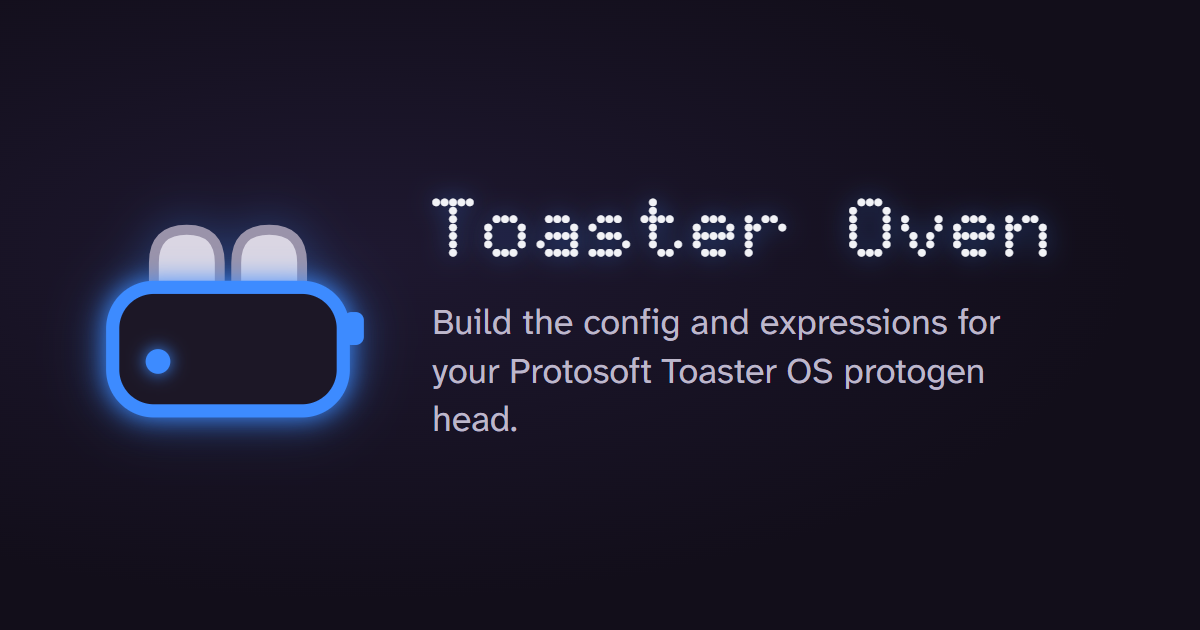 Toaster Oven
Build the config and expressions for
your Protosoft Toaster OS protogen
head.